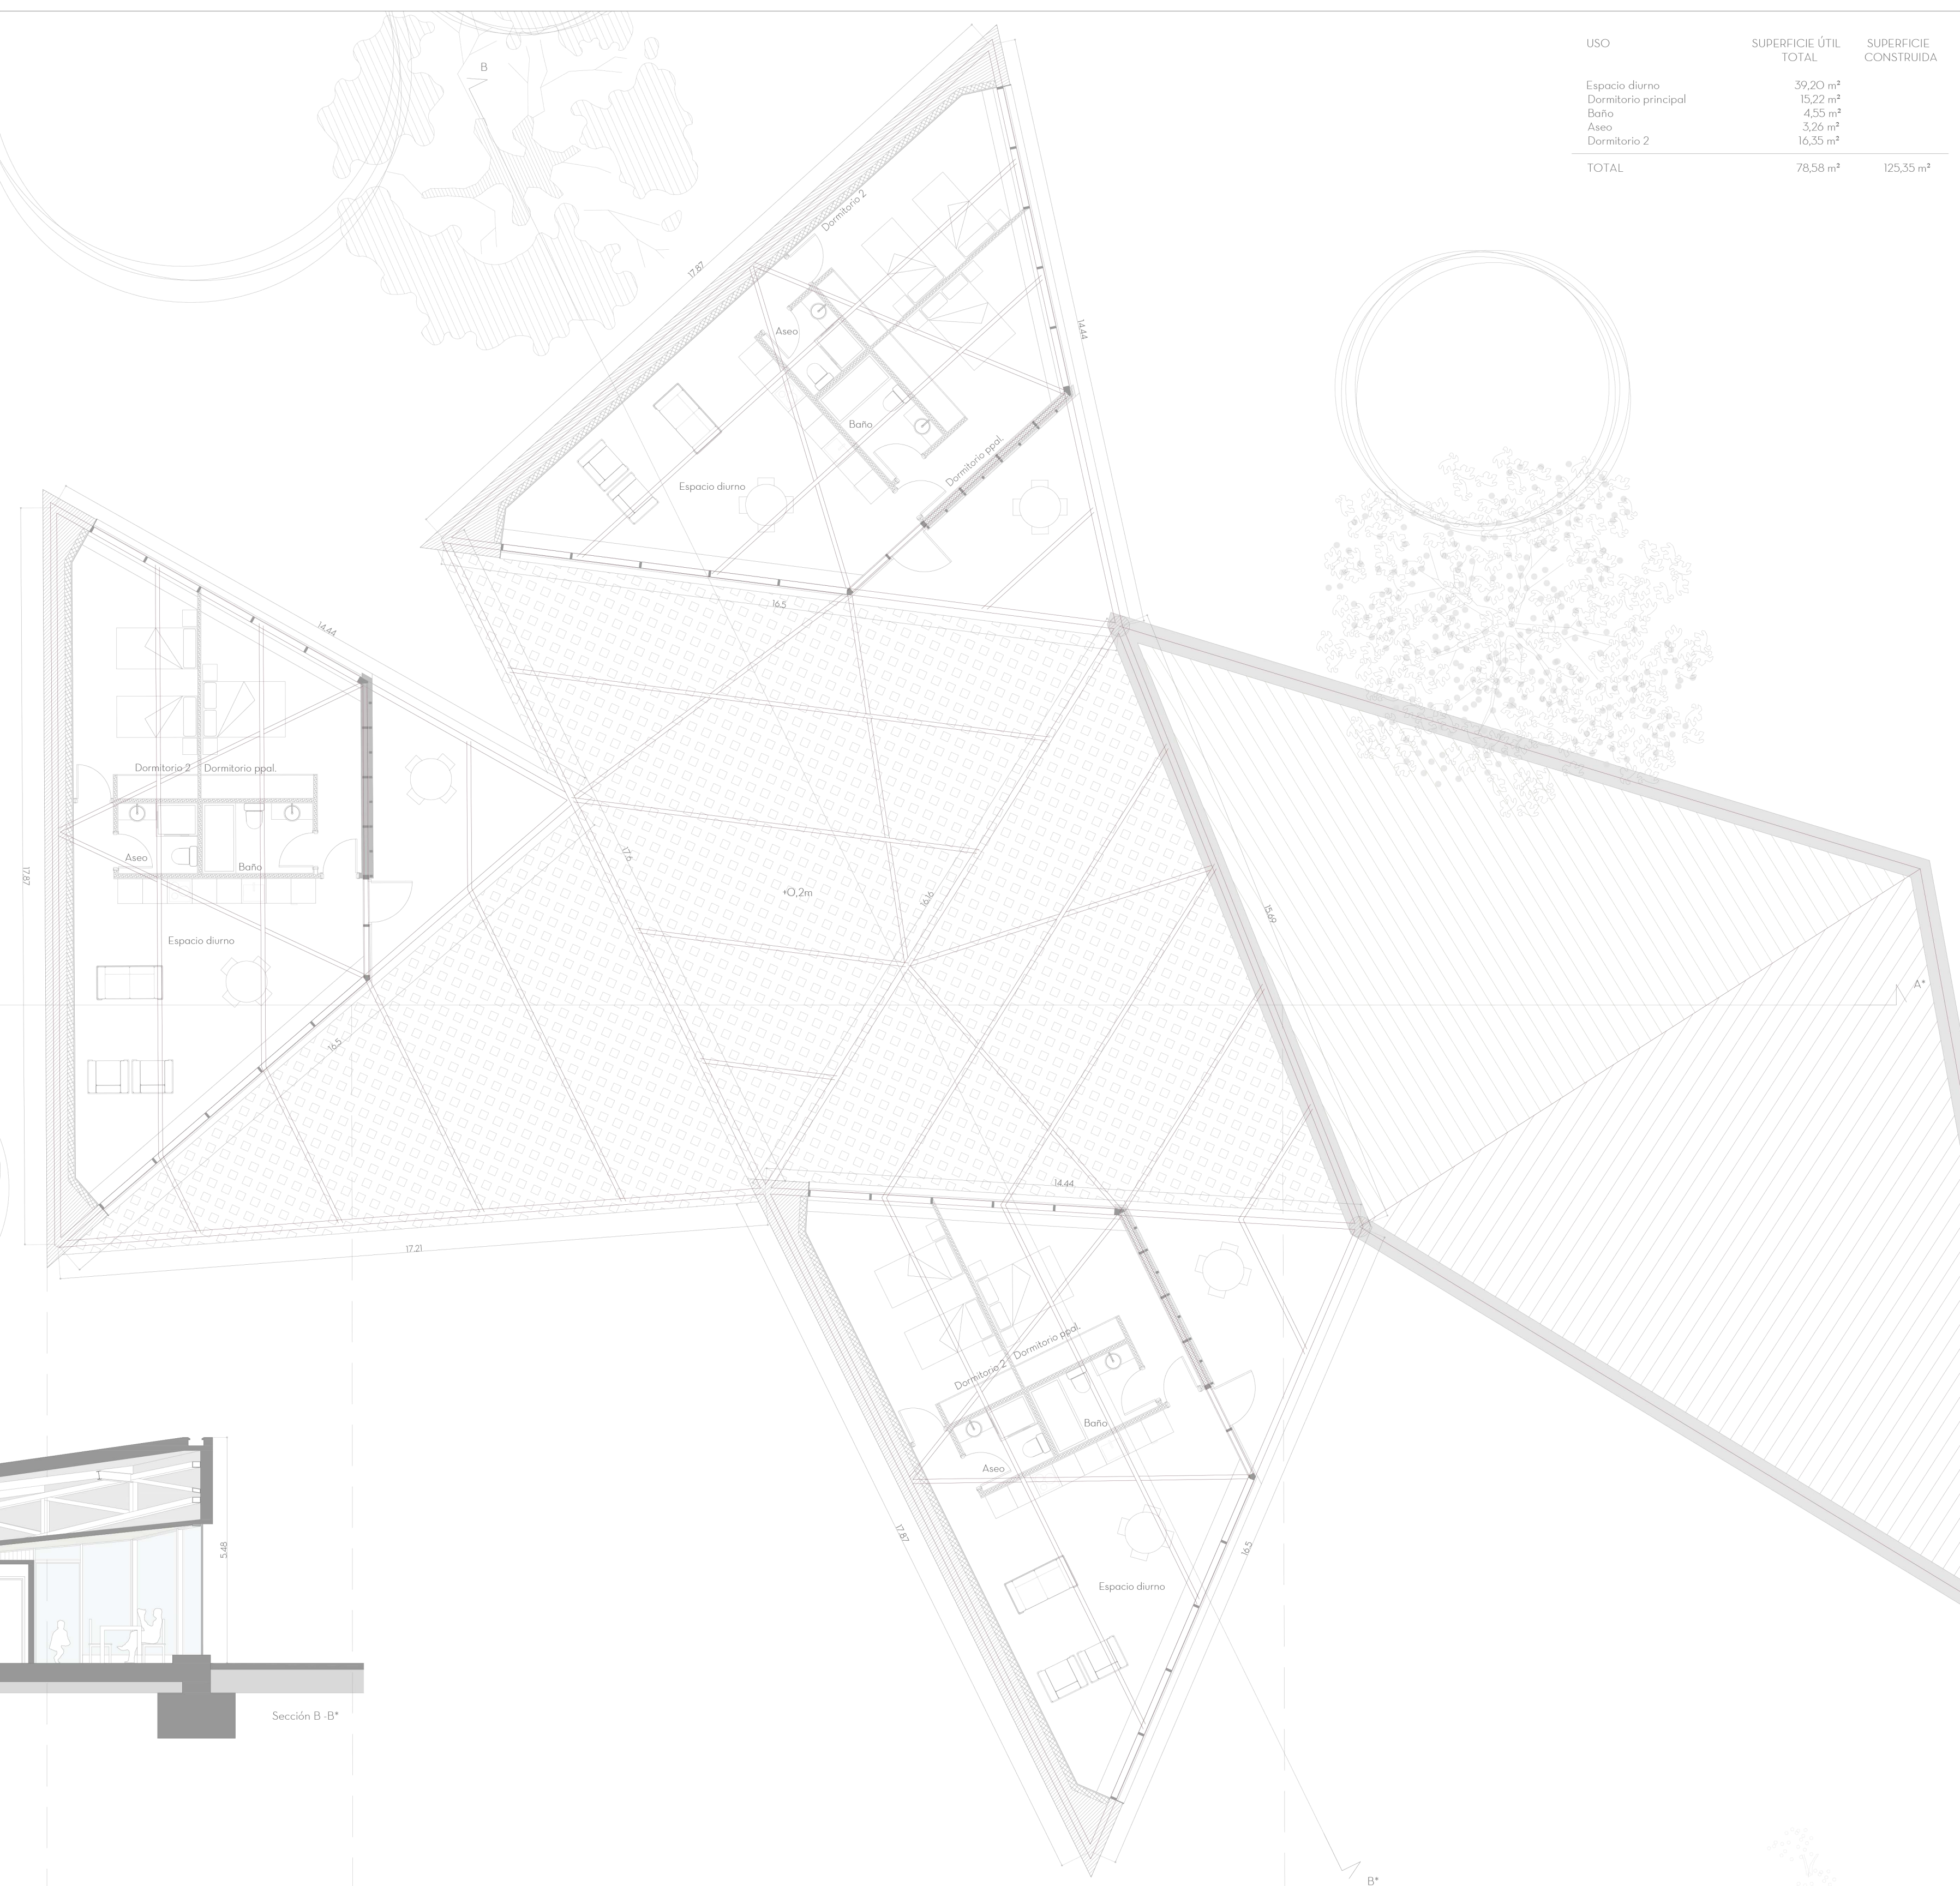 USO SUPERFICIE ÚTIL TOTAL SUPERFICIE CONSTRUIDA
Espacio diurno 39,20 m²
Dormitorio principal 15,22 m²
Baño 4,55 m²
Aseo 3,26 m²
Dormitorio 2 16,35 m²
TOTAL 78,58 m² 125,35 m²
B
17.87
Dormitorio 2
Aseo
14.44
Baño
Dormitorio ppal.
Espacio diurno
16.5
14.44
Dormitorio 2
Dormitorio ppal.
Aseo
Baño
17.87
Espacio diurno
16.5
17.6
+0,2m
16.16
15.69
A*
14.44
17.21
Dormitorio 2
Dormitorio ppal.
Baño
Aseo
17.87
16.5
Espacio diurno
5.48
Sección B -B*
B*